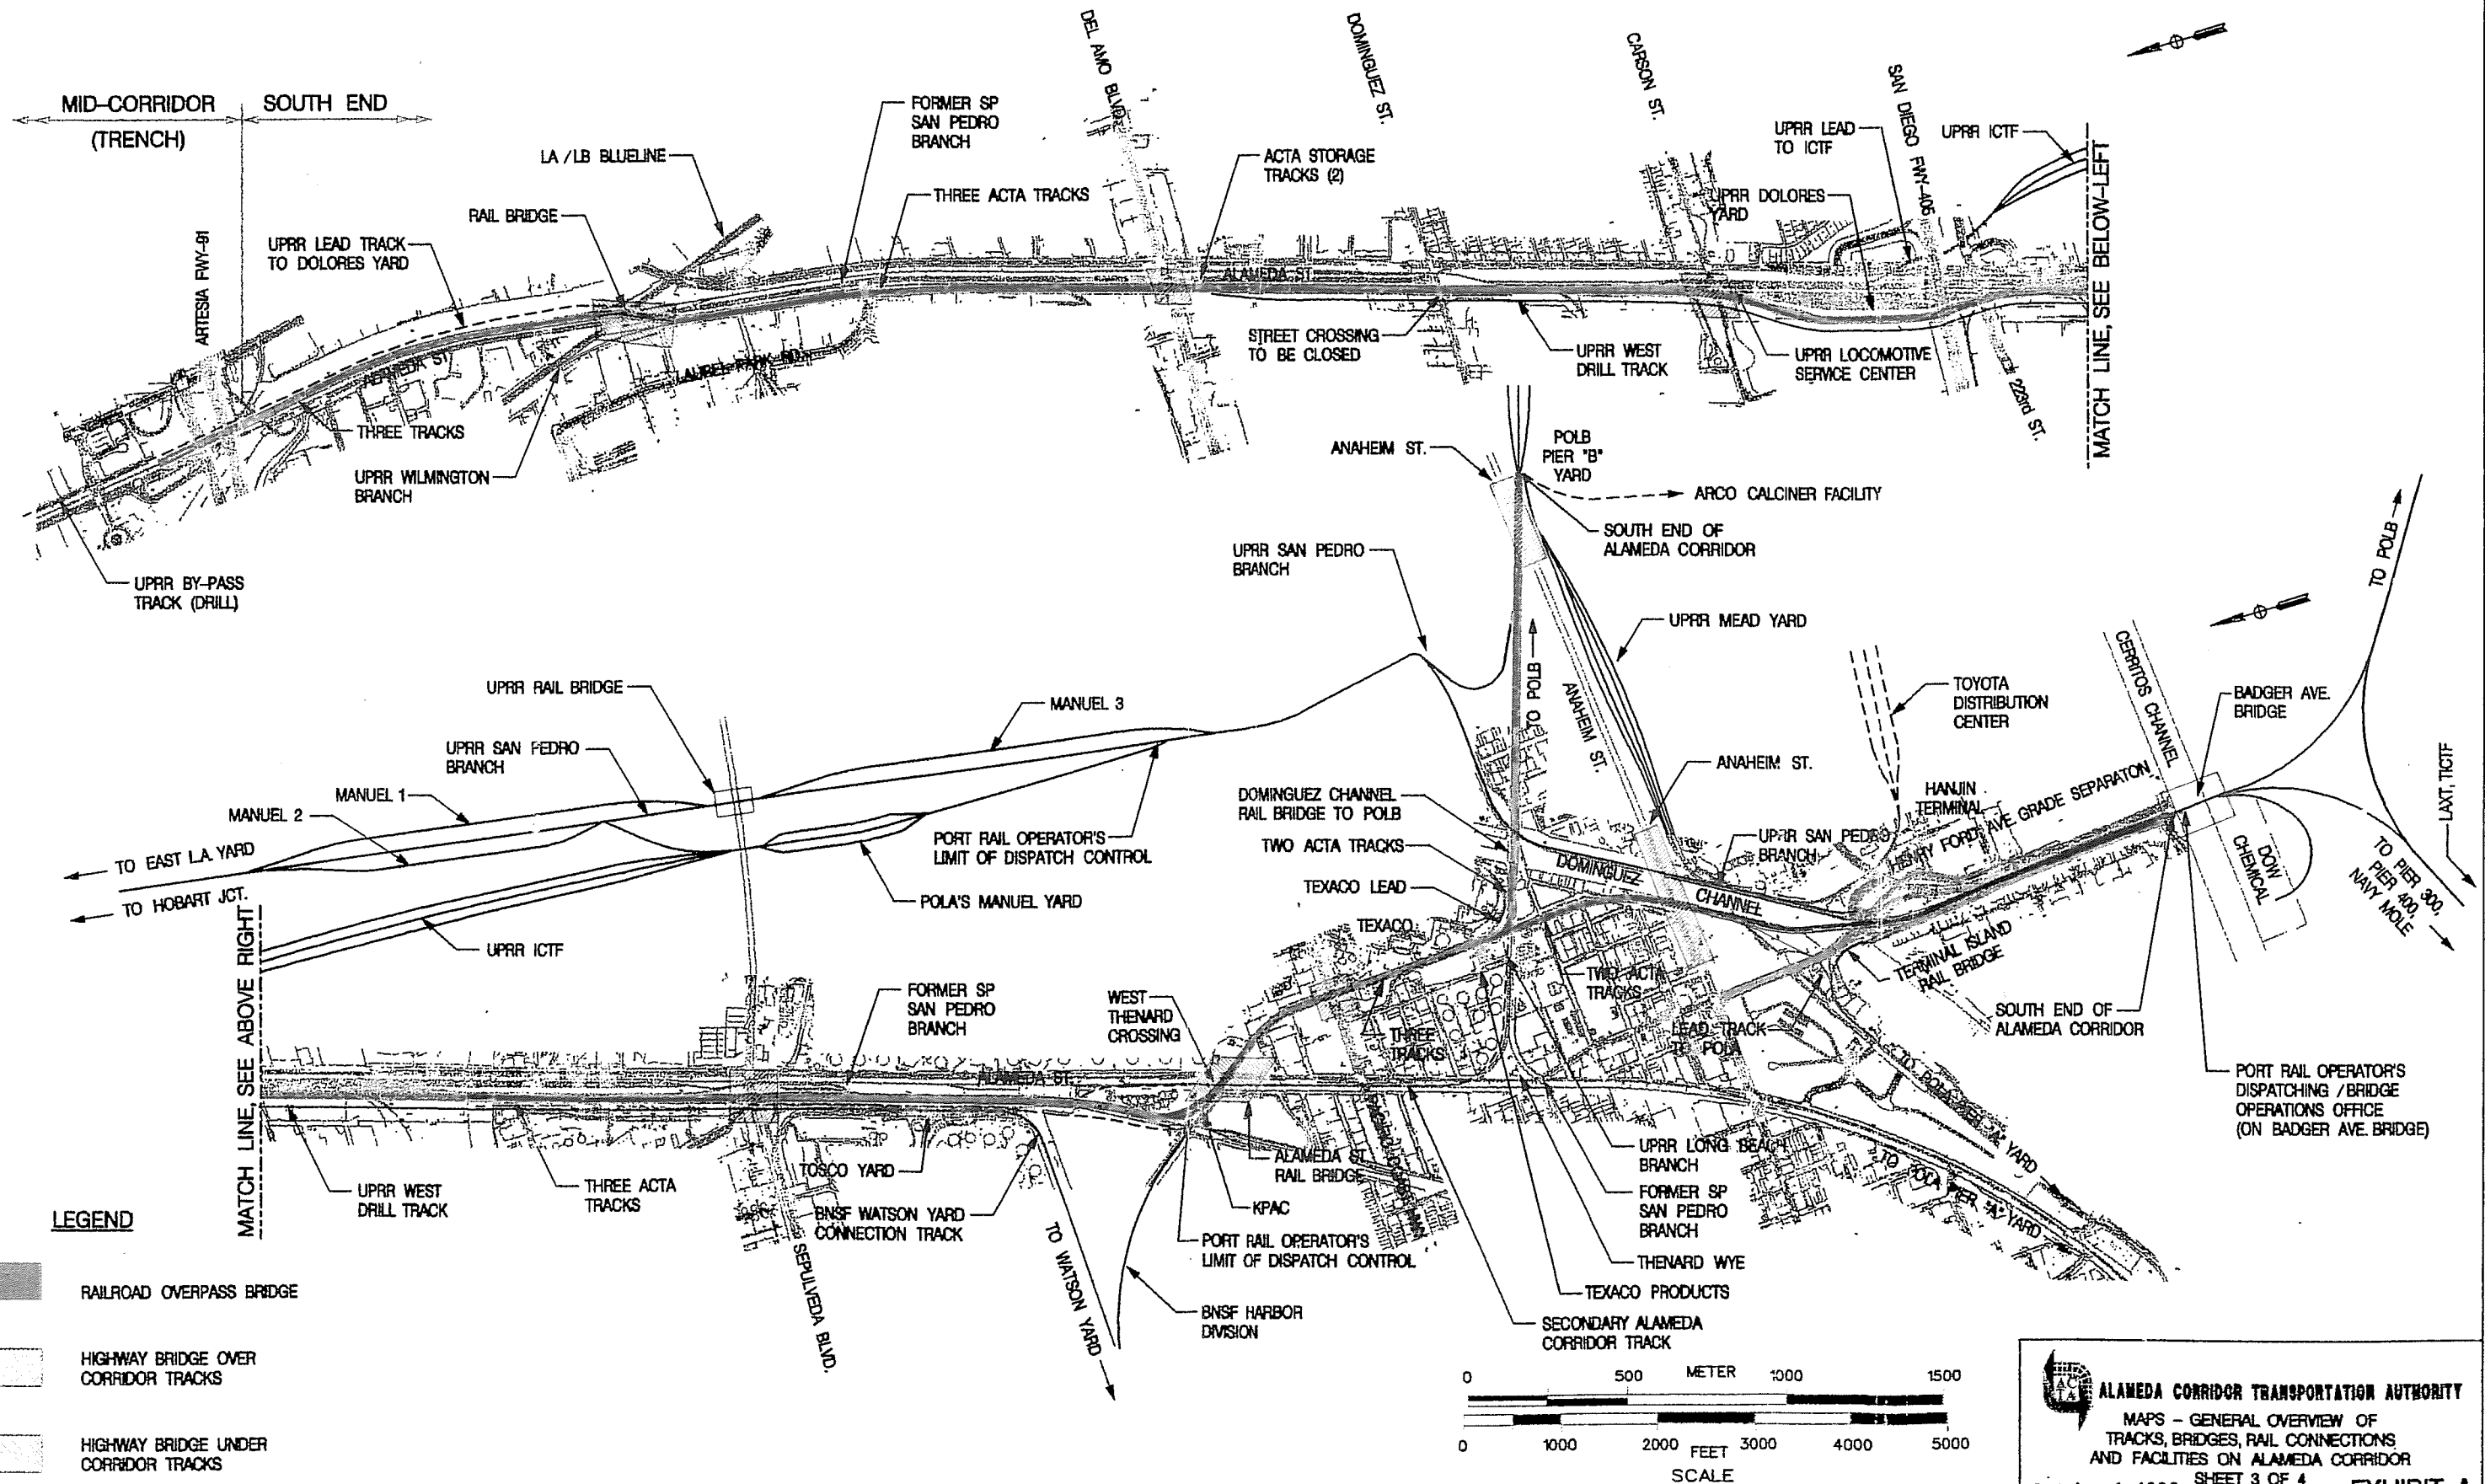 MID-CORRIDOR
(TRENCH)
SOUTH END
ARTESIA FWY-91
UPRR LEAD TRACK
TO DOLORES YARD
RAIL BRIDGE
LA/LB BLUELINE
FORMER SP
SAN PEDRO
BRANCH
THREE ACTA TRACKS
DEL AMO BLVD.
ACTA STORAGE
TRACKS (2)
DOMINGUEZ ST.
CARSON ST.
SAN DIEGO FWY-405
UPRR LEAD
TO ICTF
UPRR ICTF
UPRR DOLORES
YARD
MATCH LINE, SEE BELOW-LEFT
ALAMEDA ST.
ALAMEDA ST.
LAUREL PARK RD.
THREE TRACKS
UPRR WILMINGTON
BRANCH
UPRR BY-PASS
TRACK (DRILL)
STREET CROSSING
TO BE CLOSED
UPRR WEST
DRILL TRACK
UPRR LOCOMOTIVE
SERVICE CENTER
223rd ST.
ANAHEIM ST.
POLB
PIER "B"
YARD
ARCO CALCINER FACILITY
SOUTH END OF
ALAMEDA CORRIDOR
UPRR SAN PEDRO
BRANCH
UPRR MEAD YARD
TO POLB
ANAHEIM ST.
TO POLB
UPRR RAIL BRIDGE
MANUEL 3
UPRR SAN PEDRO
BRANCH
MANUEL 1
MANUEL 2
TO EAST L.A. YARD
TO HOBART JCT.
UPRR ICTF
PORT RAIL OPERATOR'S
LIMIT OF DISPATCH CONTROL
POLA'S MANUEL YARD
DOMINGUEZ CHANNEL
RAIL BRIDGE TO POLB
TWO ACTA TRACKS
TEXACO LEAD
TEXACO
ANAHEIM ST.
UPRR SAN PEDRO
BRANCH
DOMINGUEZ
CHANNEL
TOYOTA
DISTRIBUTION
CENTER
HANJIN
TERMINAL
HENRY FORD AVE GRADE SEPARATON
CERRITOS CHANNEL
BADGER AVE.
BRIDGE
DOW
CHEMICAL
TO PIER 300,
PIER 400,
NAVY MOLE
LAXT, TICTF
TERMINAL ISLAND
RAIL BRIDGE
SOUTH END OF
ALAMEDA CORRIDOR
PORT RAIL OPERATOR'S
DISPATCHING / BRIDGE
OPERATIONS OFFICE
(ON BADGER AVE. BRIDGE)
TWO ACTA
TRACKS
THREE
TRACKS
LEAD TRACK
TO POLA
MATCH LINE, SEE ABOVE RIGHT
FORMER SP
SAN PEDRO
BRANCH
WEST
THENARD
CROSSING
ALAMEDA ST.
UPRR WEST
DRILL TRACK
THREE ACTA
TRACKS
TOSCO YARD
BNSF WATSON YARD
CONNECTION TRACK
SEPULVEDA BLVD.
TO WATSON YARD
ALAMEDA ST.
RAIL BRIDGE
KPAC
PORT RAIL OPERATOR'S
LIMIT OF DISPATCH CONTROL
BNSF HARBOR
DIVISION
UPRR LONG BEACH
BRANCH
FORMER SP
SAN PEDRO
BRANCH
THENARD WYE
TEXACO PRODUCTS
SECONDARY ALAMEDA
CORRIDOR TRACK
YARD
TO POLA PIER "A" YARD
LEGEND
RAILROAD OVERPASS BRIDGE
HIGHWAY BRIDGE OVER
CORRIDOR TRACKS
HIGHWAY BRIDGE UNDER
CORRIDOR TRACKS
0 500 METER 1000 1500
0 1000 2000 FEET 3000 4000 5000
SCALE
ACTA
ALAMEDA CORRIDOR TRANSPORTATION AUTHORITY
MAPS - GENERAL OVERVIEW OF
TRACKS, BRIDGES, RAIL CONNECTIONS
AND FACILITIES ON ALAMEDA CORRIDOR
SHEET 3 OF 4